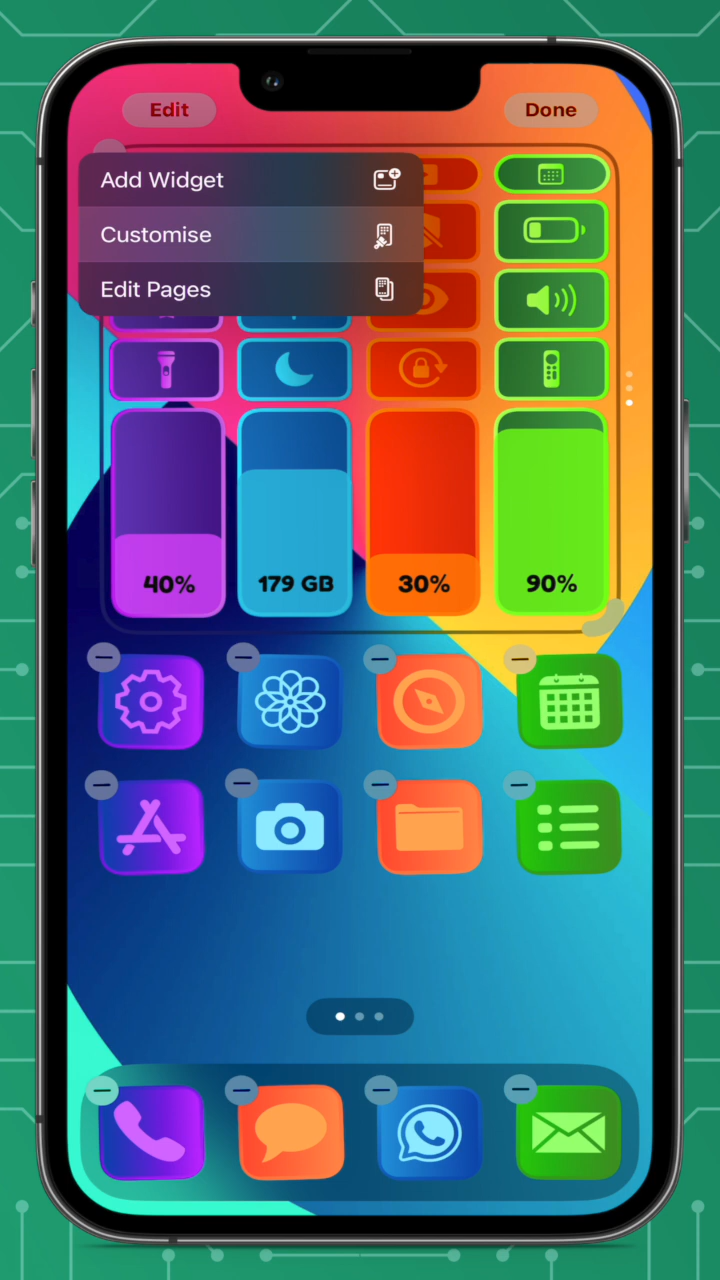 Edit
Done
Add Widget
Customise
Edit Pages
40%
179 GB
30%
90%